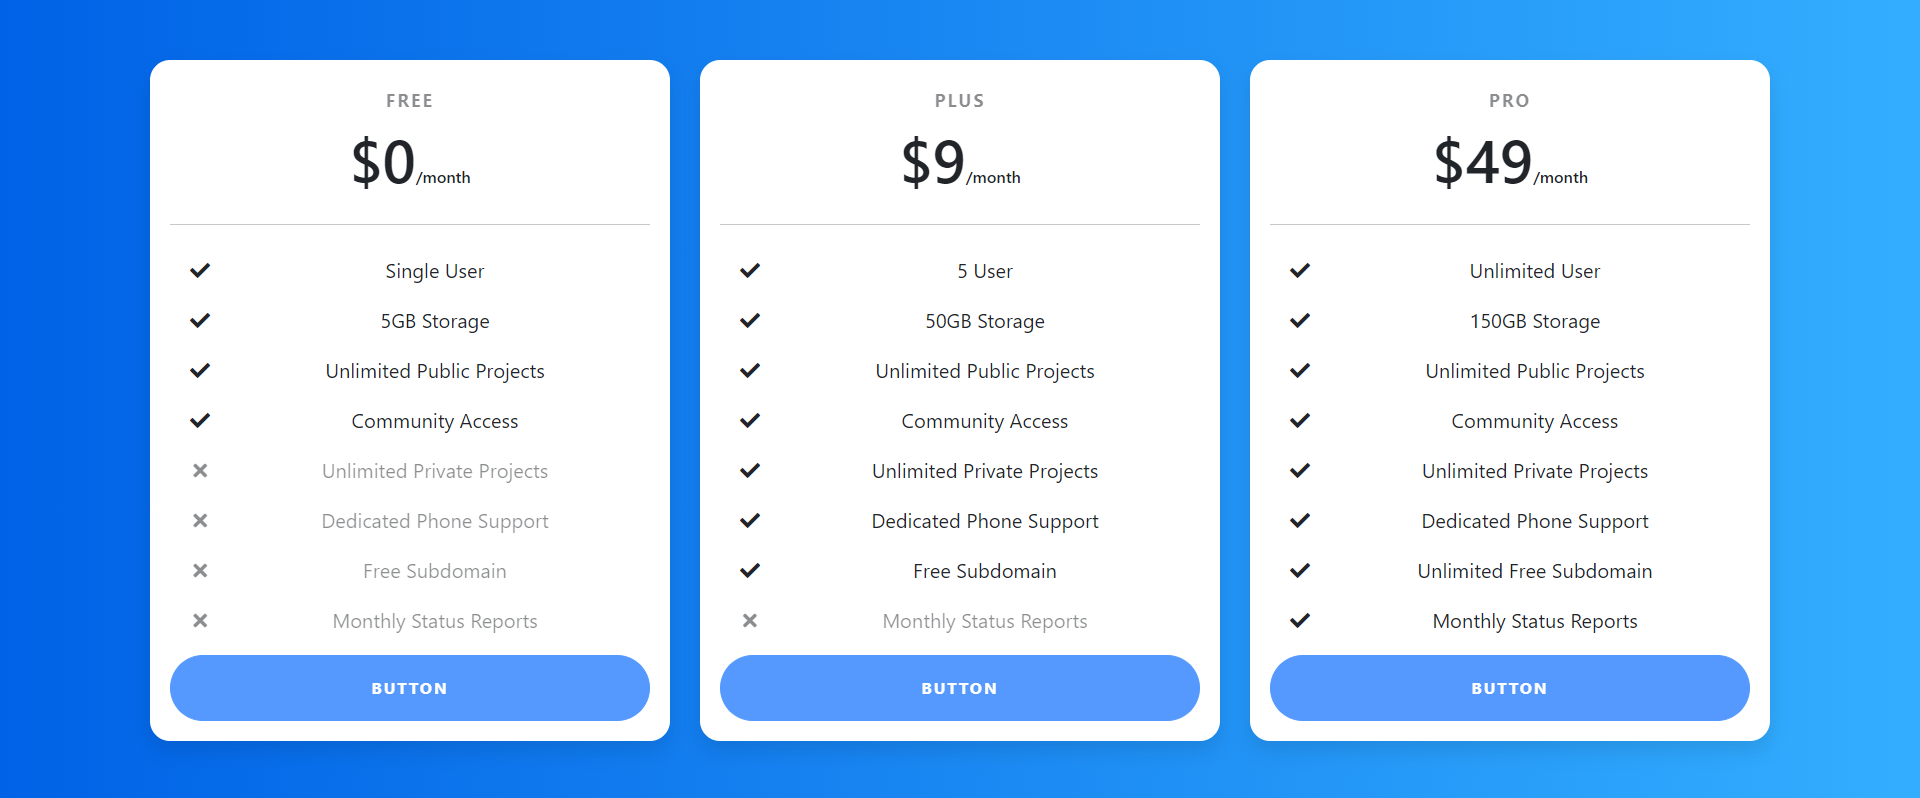 FREE
$0/month
Single User
5GB Storage
Unlimited Public Projects
Community Access
Unlimited Private Projects
Dedicated Phone Support
Free Subdomain
Monthly Status Reports
BUTTON
PLUS
$9/month
5 User
50GB Storage
Unlimited Public Projects
Community Access
Unlimited Private Projects
Dedicated Phone Support
Free Subdomain
Monthly Status Reports
BUTTON
PRO
$49/month
Unlimited User
150GB Storage
Unlimited Public Projects
Community Access
Unlimited Private Projects
Dedicated Phone Support
Unlimited Free Subdomain
Monthly Status Reports
BUTTON